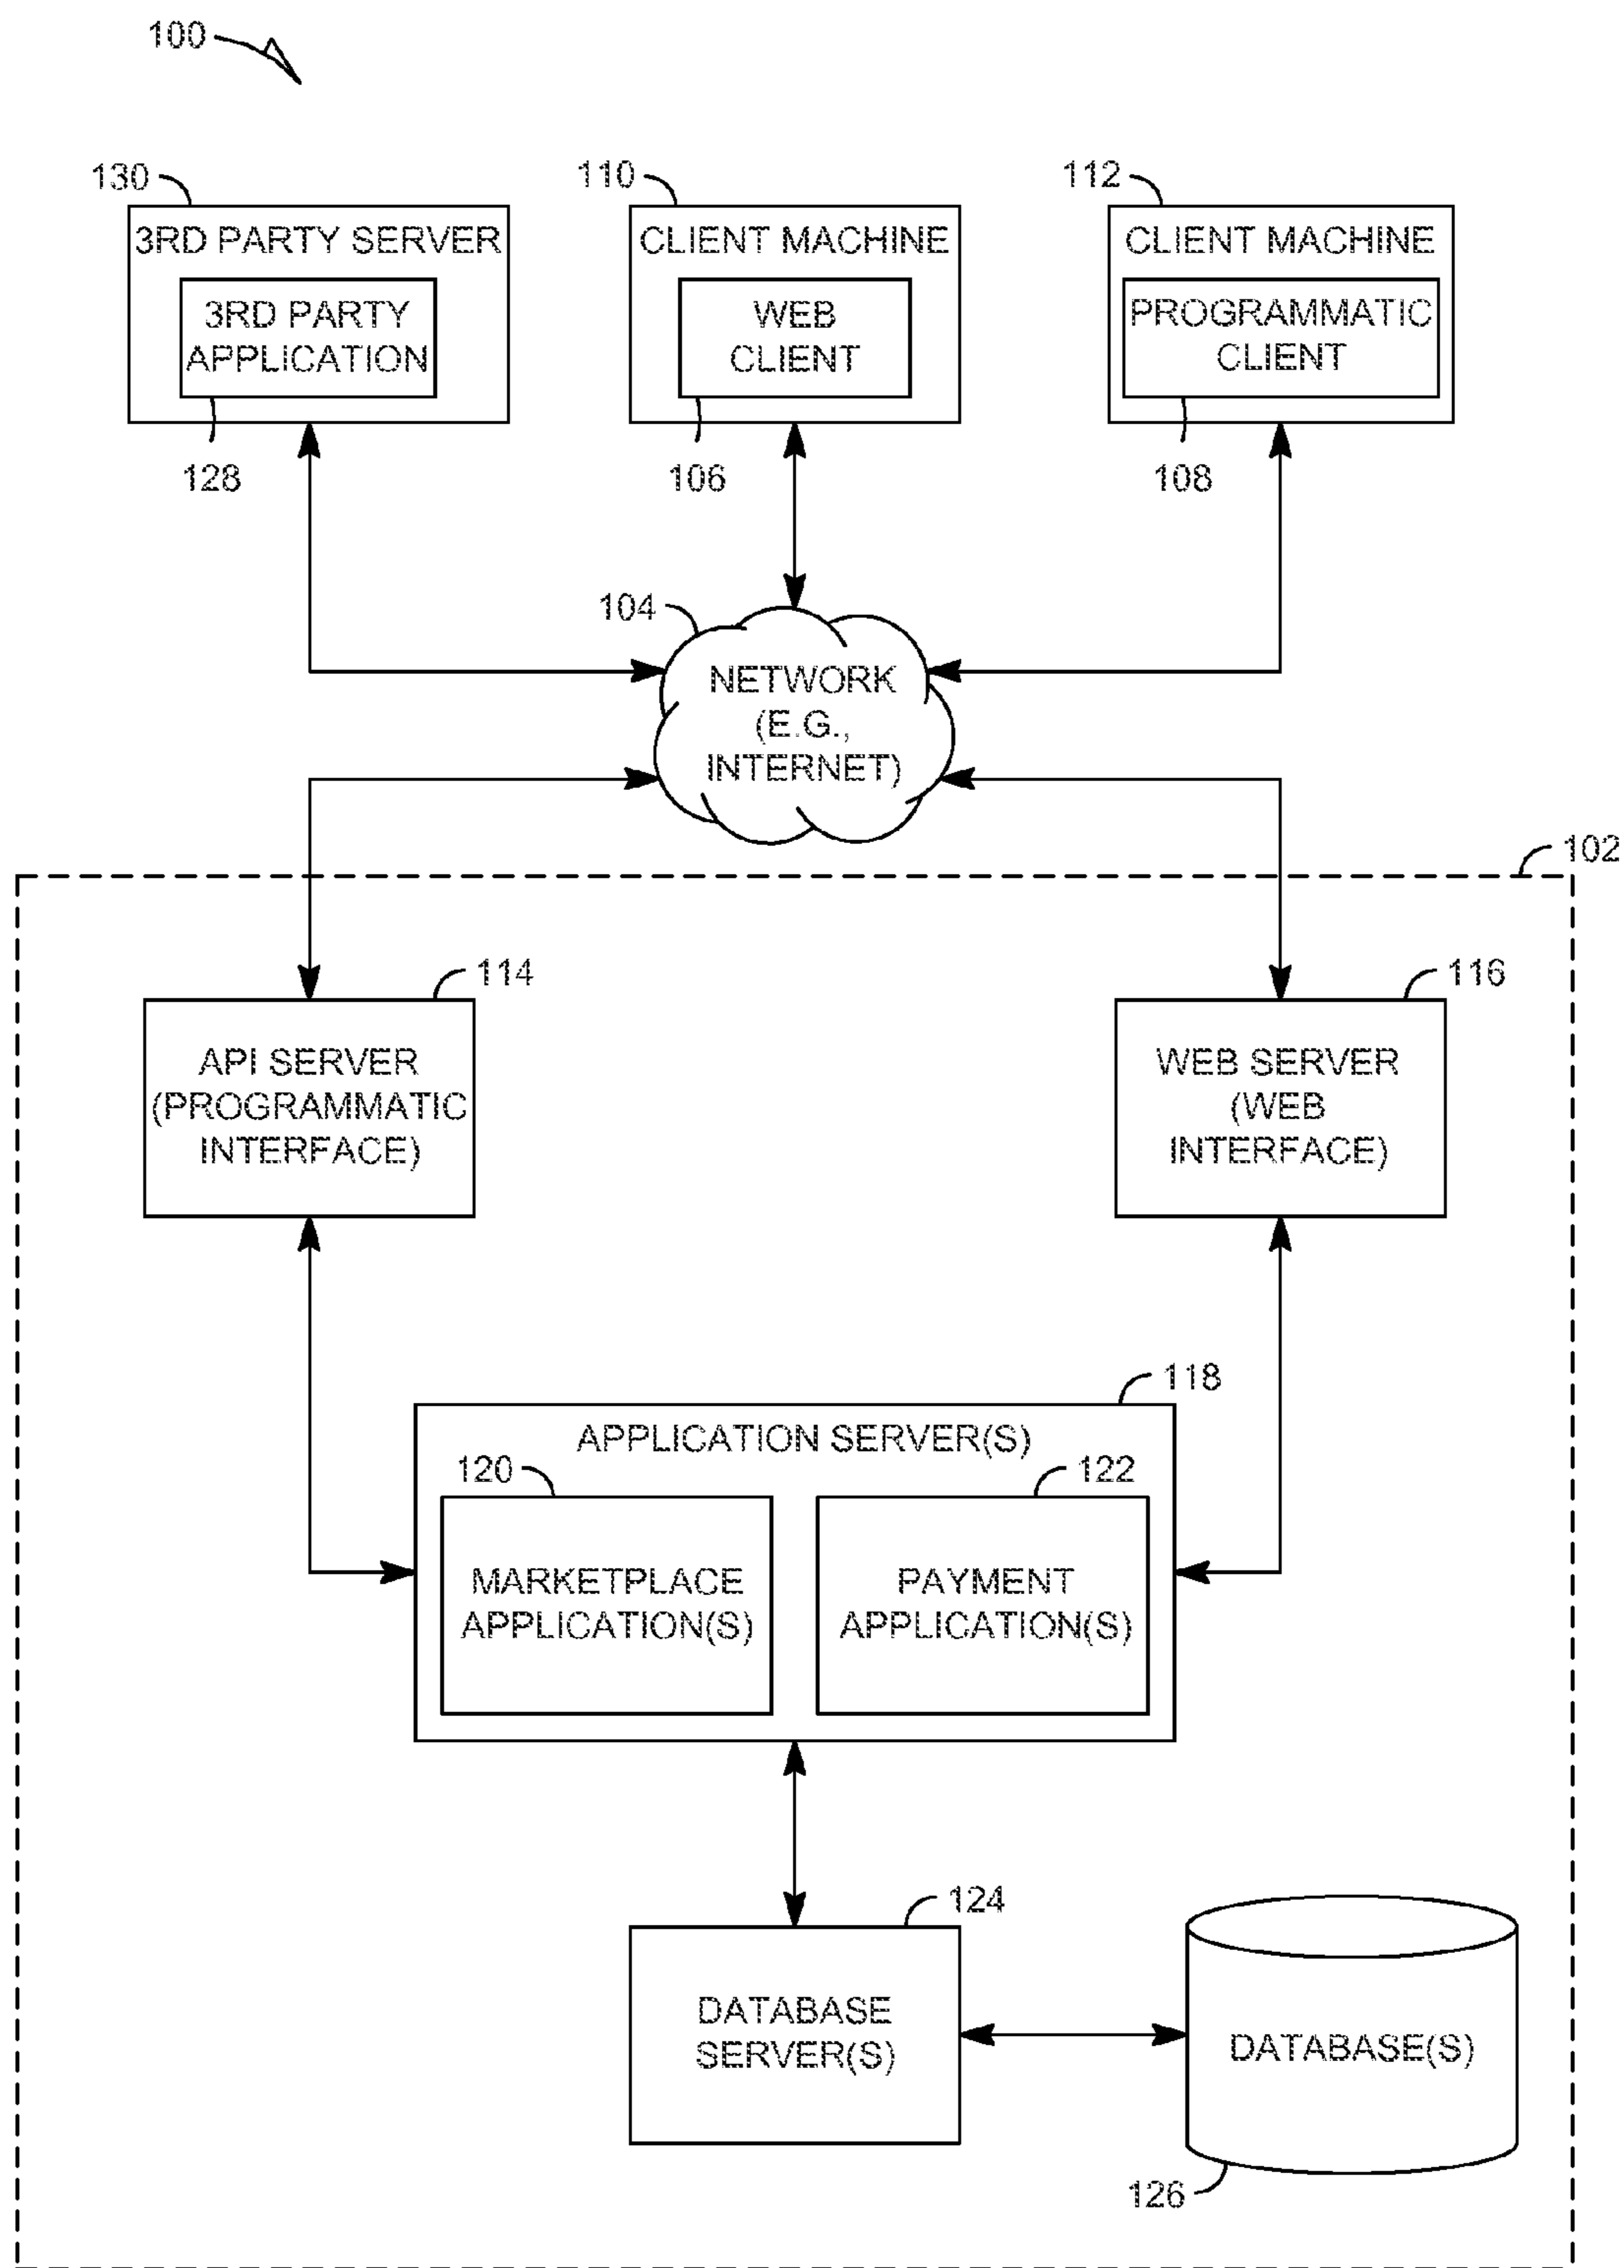 100
130
110
112
3RD PARTY SERVER
CLIENT MACHINE
CLIENT MACHINE
3RD PARTY
APPLICATION
WEB
CLIENT
PROGRAMMATIC
CLIENT
128
106
108
104
NETWORK
(E.G.,
INTERNET)
102
114
116
API SERVER
(PROGRAMMATIC
INTERFACE)
WEB SERVER
(WEB
INTERFACE)
118
APPLICATION SERVER(S)
120
122
MARKETPLACE
APPLICATION(S)
PAYMENT
APPLICATION(S)
124
DATABASE
SERVER(S)
DATABASE(S)
126